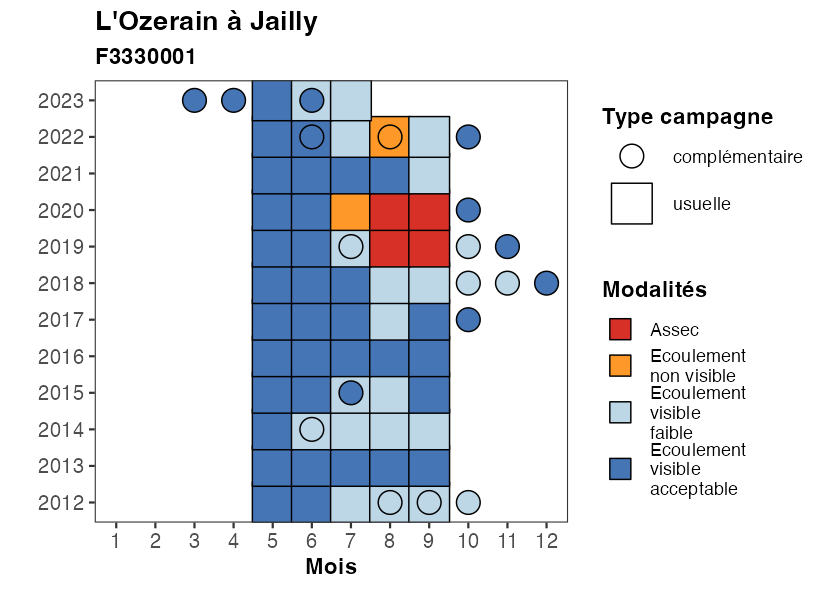 L'Ozerain à Jailly
F3330001
2023
2022
2021
2020
2019
2018
2017
2016
2015
2014
2013
2012
1 2 3 4 5 6 7 8 9 10 11 12
Mois
Type campagne
complémentaire
usuelle
Modalités
Assec
Ecoulement
non visible
Ecoulement
visible
faible
Ecoulement
visible
acceptable